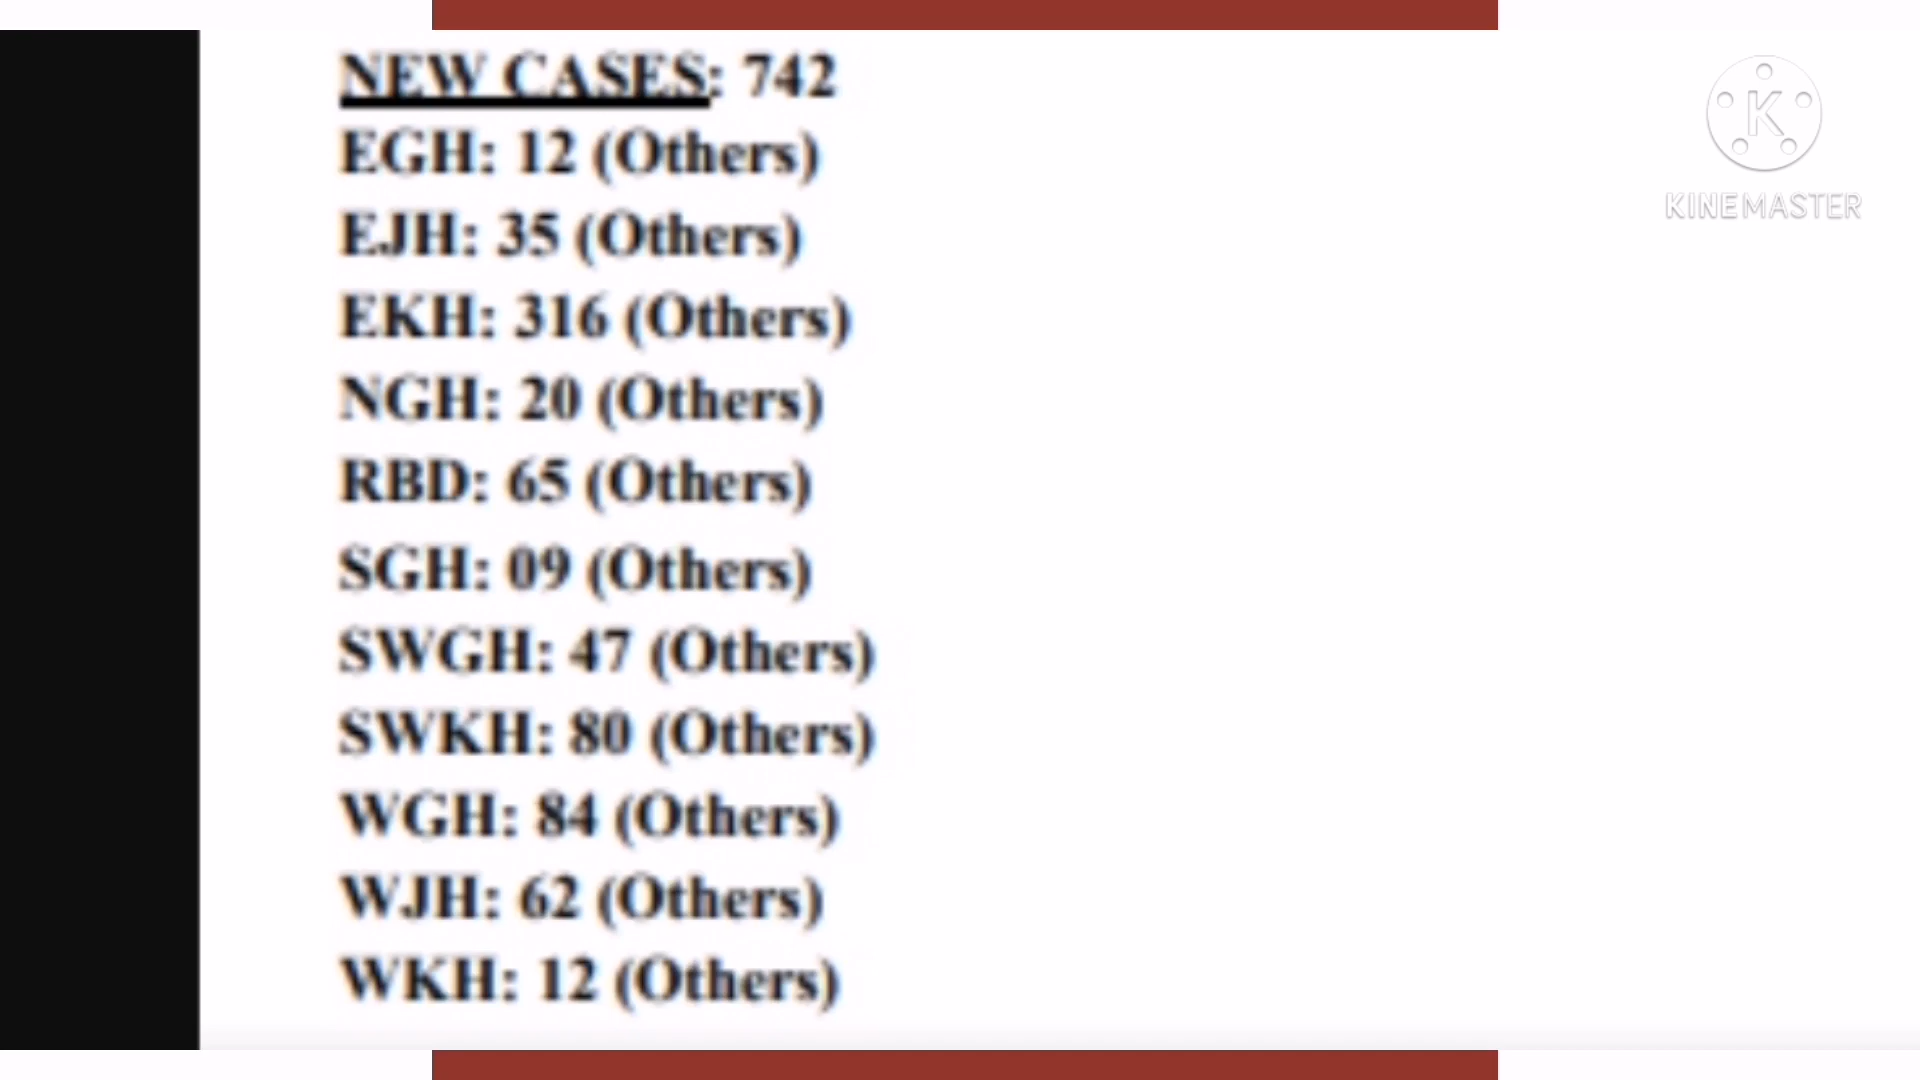 NEW CASES: 742
EGH: 12 (Others)
EJH: 35 (Others)
EKH: 316 (Others)
NGH: 20 (Others)
RBD: 65 (Others)
SGH: 09 (Others)
SWGH: 47 (Others)
SWKH: 80 (Others)
WGH: 84 (Others)
WJH: 62 (Others)
WKH: 12 (Others)
K
KINEMASTER